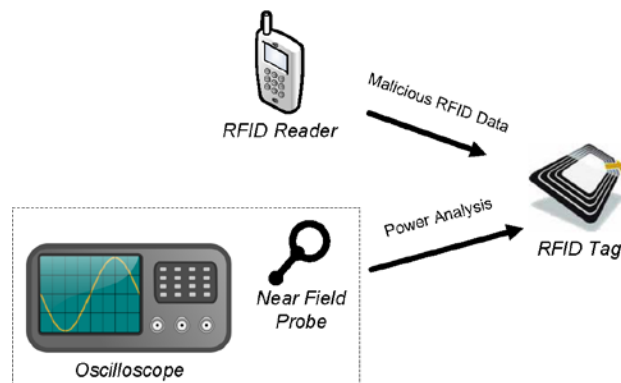 RFID Reader
Malicious RFID Data
RFID Tag
Power Analysis
Near Field
Probe
Oscilloscope